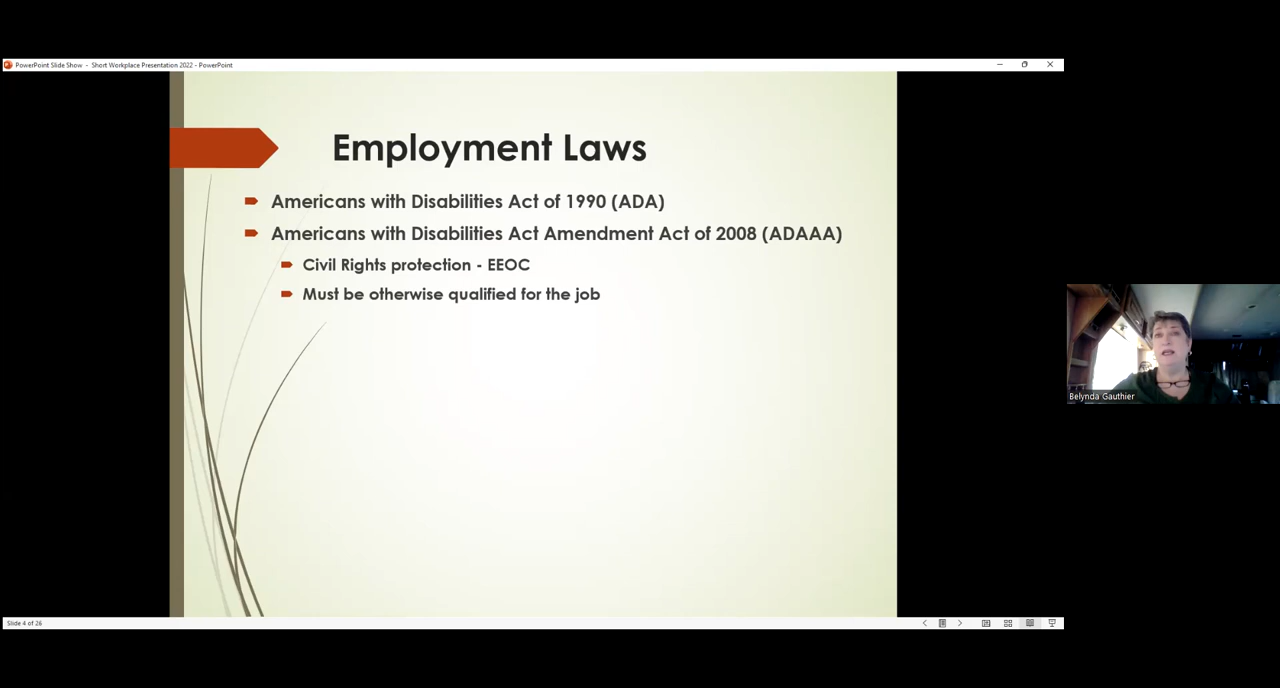 PowerPoint Slide Show - Short Workplace Presentation 2022 - PowerPoint
Employment Laws
Americans with Disabilities Act of 1990 (ADA)
Americans with Disabilities Act Amendment Act of 2008 (ADAAA)
Civil Rights protection - EEOC
Must be otherwise qualified for the job
Belynda Gauthier
Slide 4 of 26